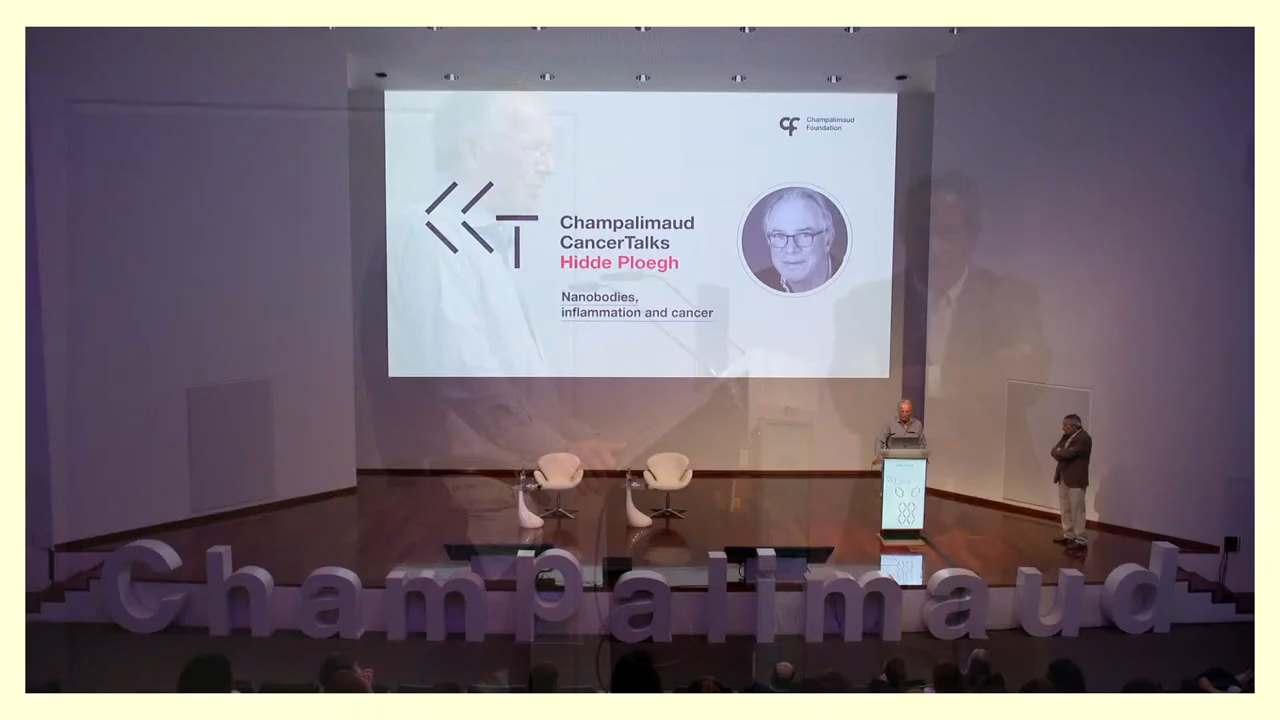 Champalimaud
Foundation
Champalimaud
CancerTalks
Hidde Ploegh
Nanobodies,
inflammation and cancer
Champalimaud